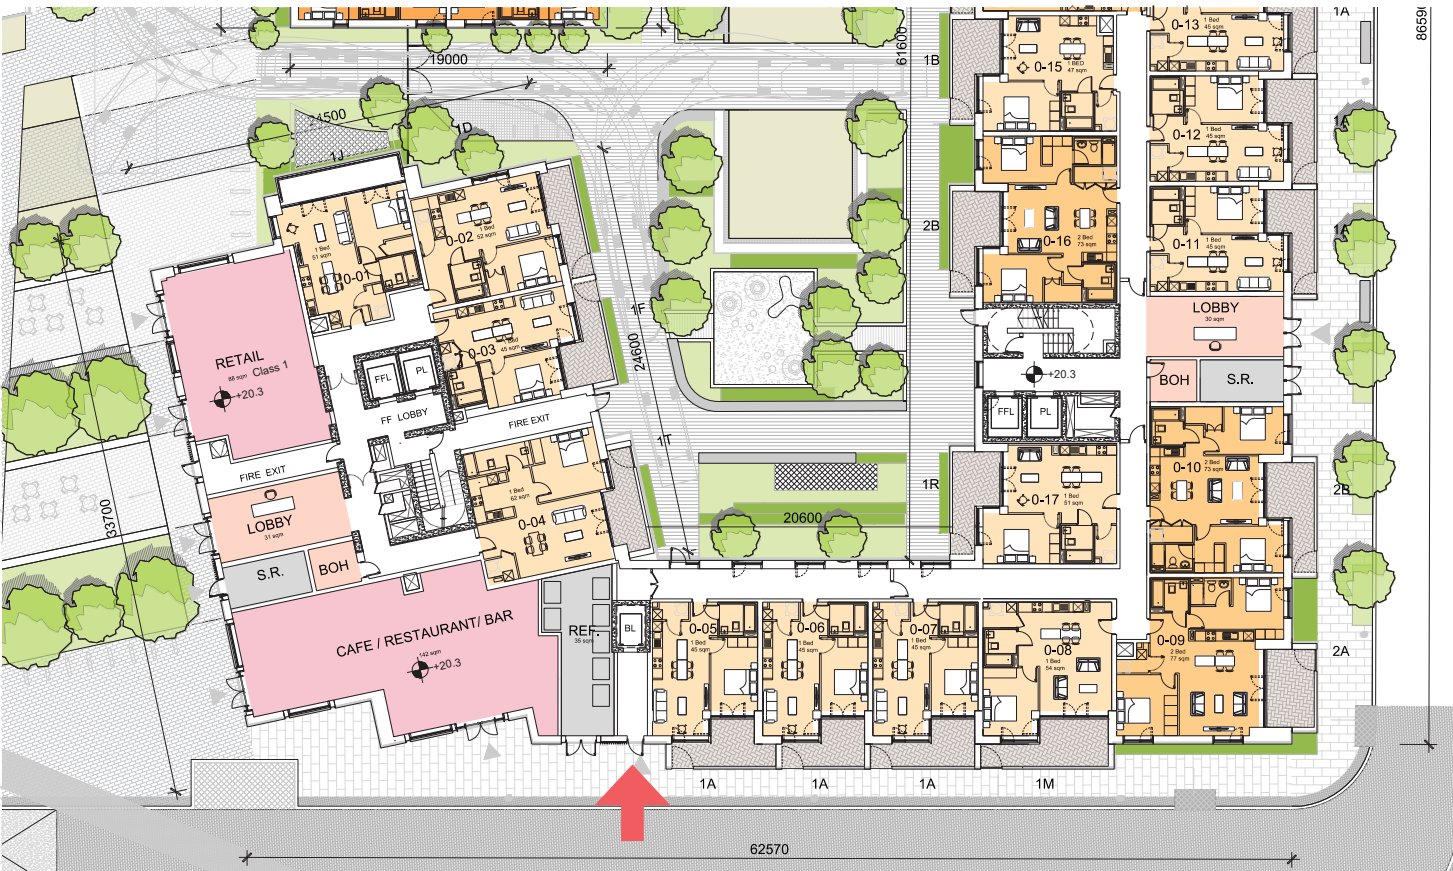 1A
86590
0-13
1 Bed
45 sqm
61600
19000
1B
0-15
1 BED
47 sqm
21500
1D
1J
0-12
1 Bed
45 sqm
1A
0-02
1 Bed
52 sqm
1 Bed
51 sqm
0-01
2B
0-16
2 Bed
73 sqm
0-11
1 Bed
45 sqm
1A
LOBBY
30 sqm
1F
24600
0-03
1 Bed
45 sqm
RETAIL
88 sqm Class 1
+20.3
FFL
PL
FF LOBBY
FIRE EXIT
+20.3
BOH
S.R.
FFL
PL
1T
FIRE EXIT
1 Bed
62 sqm
0-04
1R
0-17
1 Bed
51 sqm
0-10
2 Bed
73 sqm
2B
33700
LOBBY
31 sqm
20600
S.R.
BOH
CAFE / RESTAURANT/ BAR
142 sqm
+20.3
REF.
35 sqm
BL
0-05
1 Bed
45 sqm
0-06
1 Bed
45 sqm
0-07
1 Bed
45 sqm
0-08
1 Bed
54 sqm
0-09
2 Bed
77 sqm
2A
1A
1A
1A
1M
62570